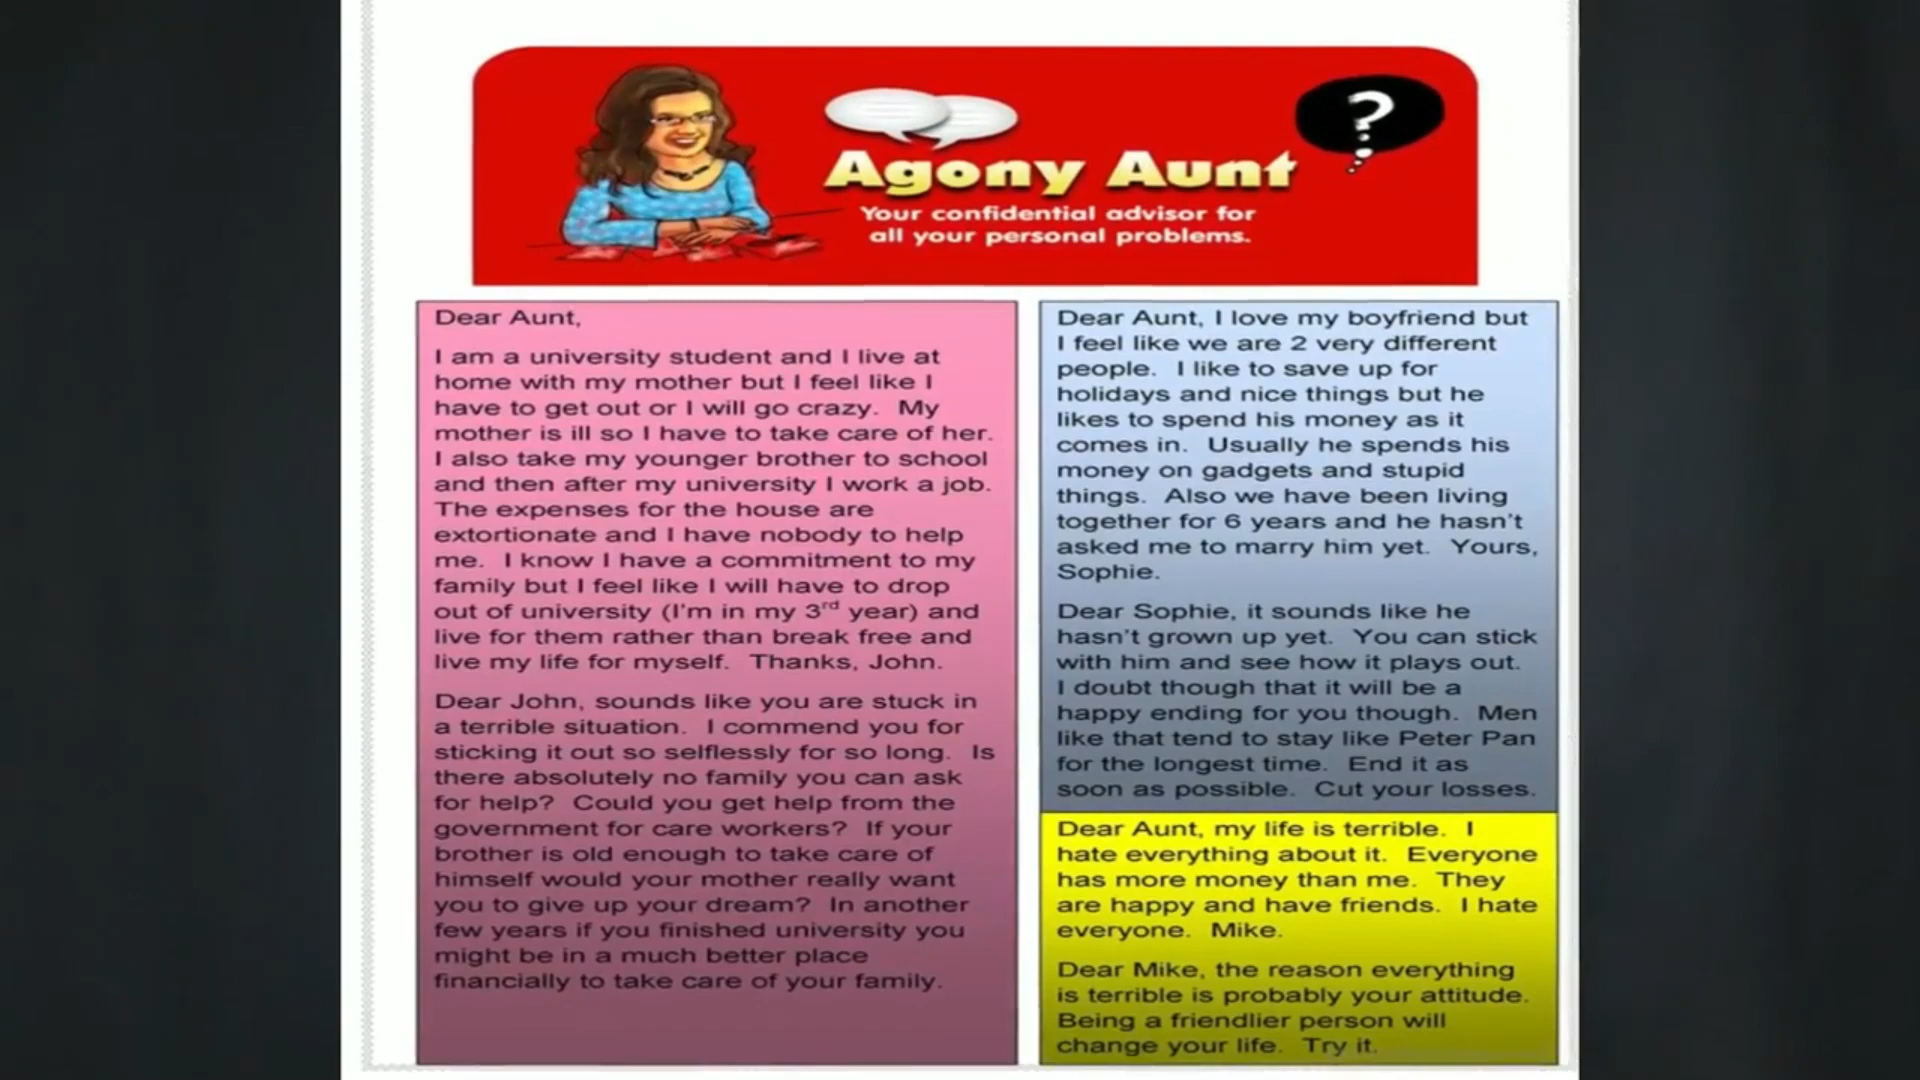 ?
Agony Aunt
Your confidential advisor for
all your personal problems.
Dear Aunt,
I am a university student and I live at
home with my mother but I feel like I
have to get out or I will go crazy. My
mother is ill so I have to take care of her.
I also take my younger brother to school
and then after my university I work a job.
The expenses for the house are
extortionate and I have nobody to help
me. I know I have a commitment to my
family but I feel like I will have to drop
out of university (I'm in my 3rd year) and
live for them rather than break free and
live my life for myself. Thanks, John.
Dear John, sounds like you are stuck in
a terrible situation. I commend you for
sticking it out so selflessly for so long. Is
there absolutely no family you can ask
for help? Could you get help from the
government for care workers? If your
brother is old enough to take care of
himself would your mother really want
you to give up your dream? In another
few years if you finished university you
might be in a much better place
financially to take care of your family.
Dear Aunt, I love my boyfriend but
I feel like we are 2 very different
people. I like to save up for
holidays and nice things but he
likes to spend his money as it
comes in. Usually he spends his
money on gadgets and stupid
things. Also we have been living
together for 6 years and he hasn't
asked me to marry him yet. Yours,
Sophie.
Dear Sophie, it sounds like he
hasn't grown up yet. You can stick
with him and see how it plays out.
I doubt though that it will be a
happy ending for you though. Men
like that tend to stay like Peter Pan
for the longest time. End it as
soon as possible. Cut your losses.
Dear Aunt, my life is terrible. I
hate everything about it. Everyone
has more money than me. They
are happy and have friends. I hate
everyone. Mike.
Dear Mike, the reason everything
is terrible is probably your attitude.
Being a friendlier person will
change your life. Try it.